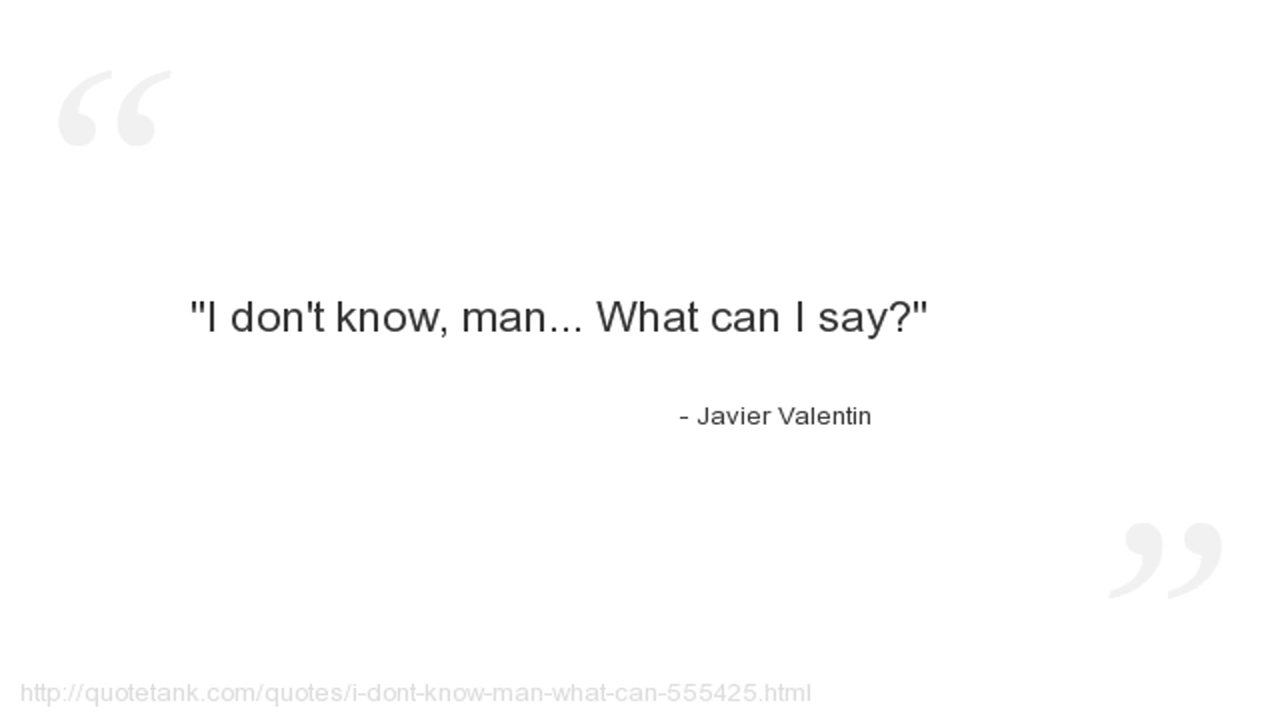 "I don't know, man... What can I say?"
- Javier Valentin
http://quotetank.com/quotes/i-dont-know-man-what-can-555425.html